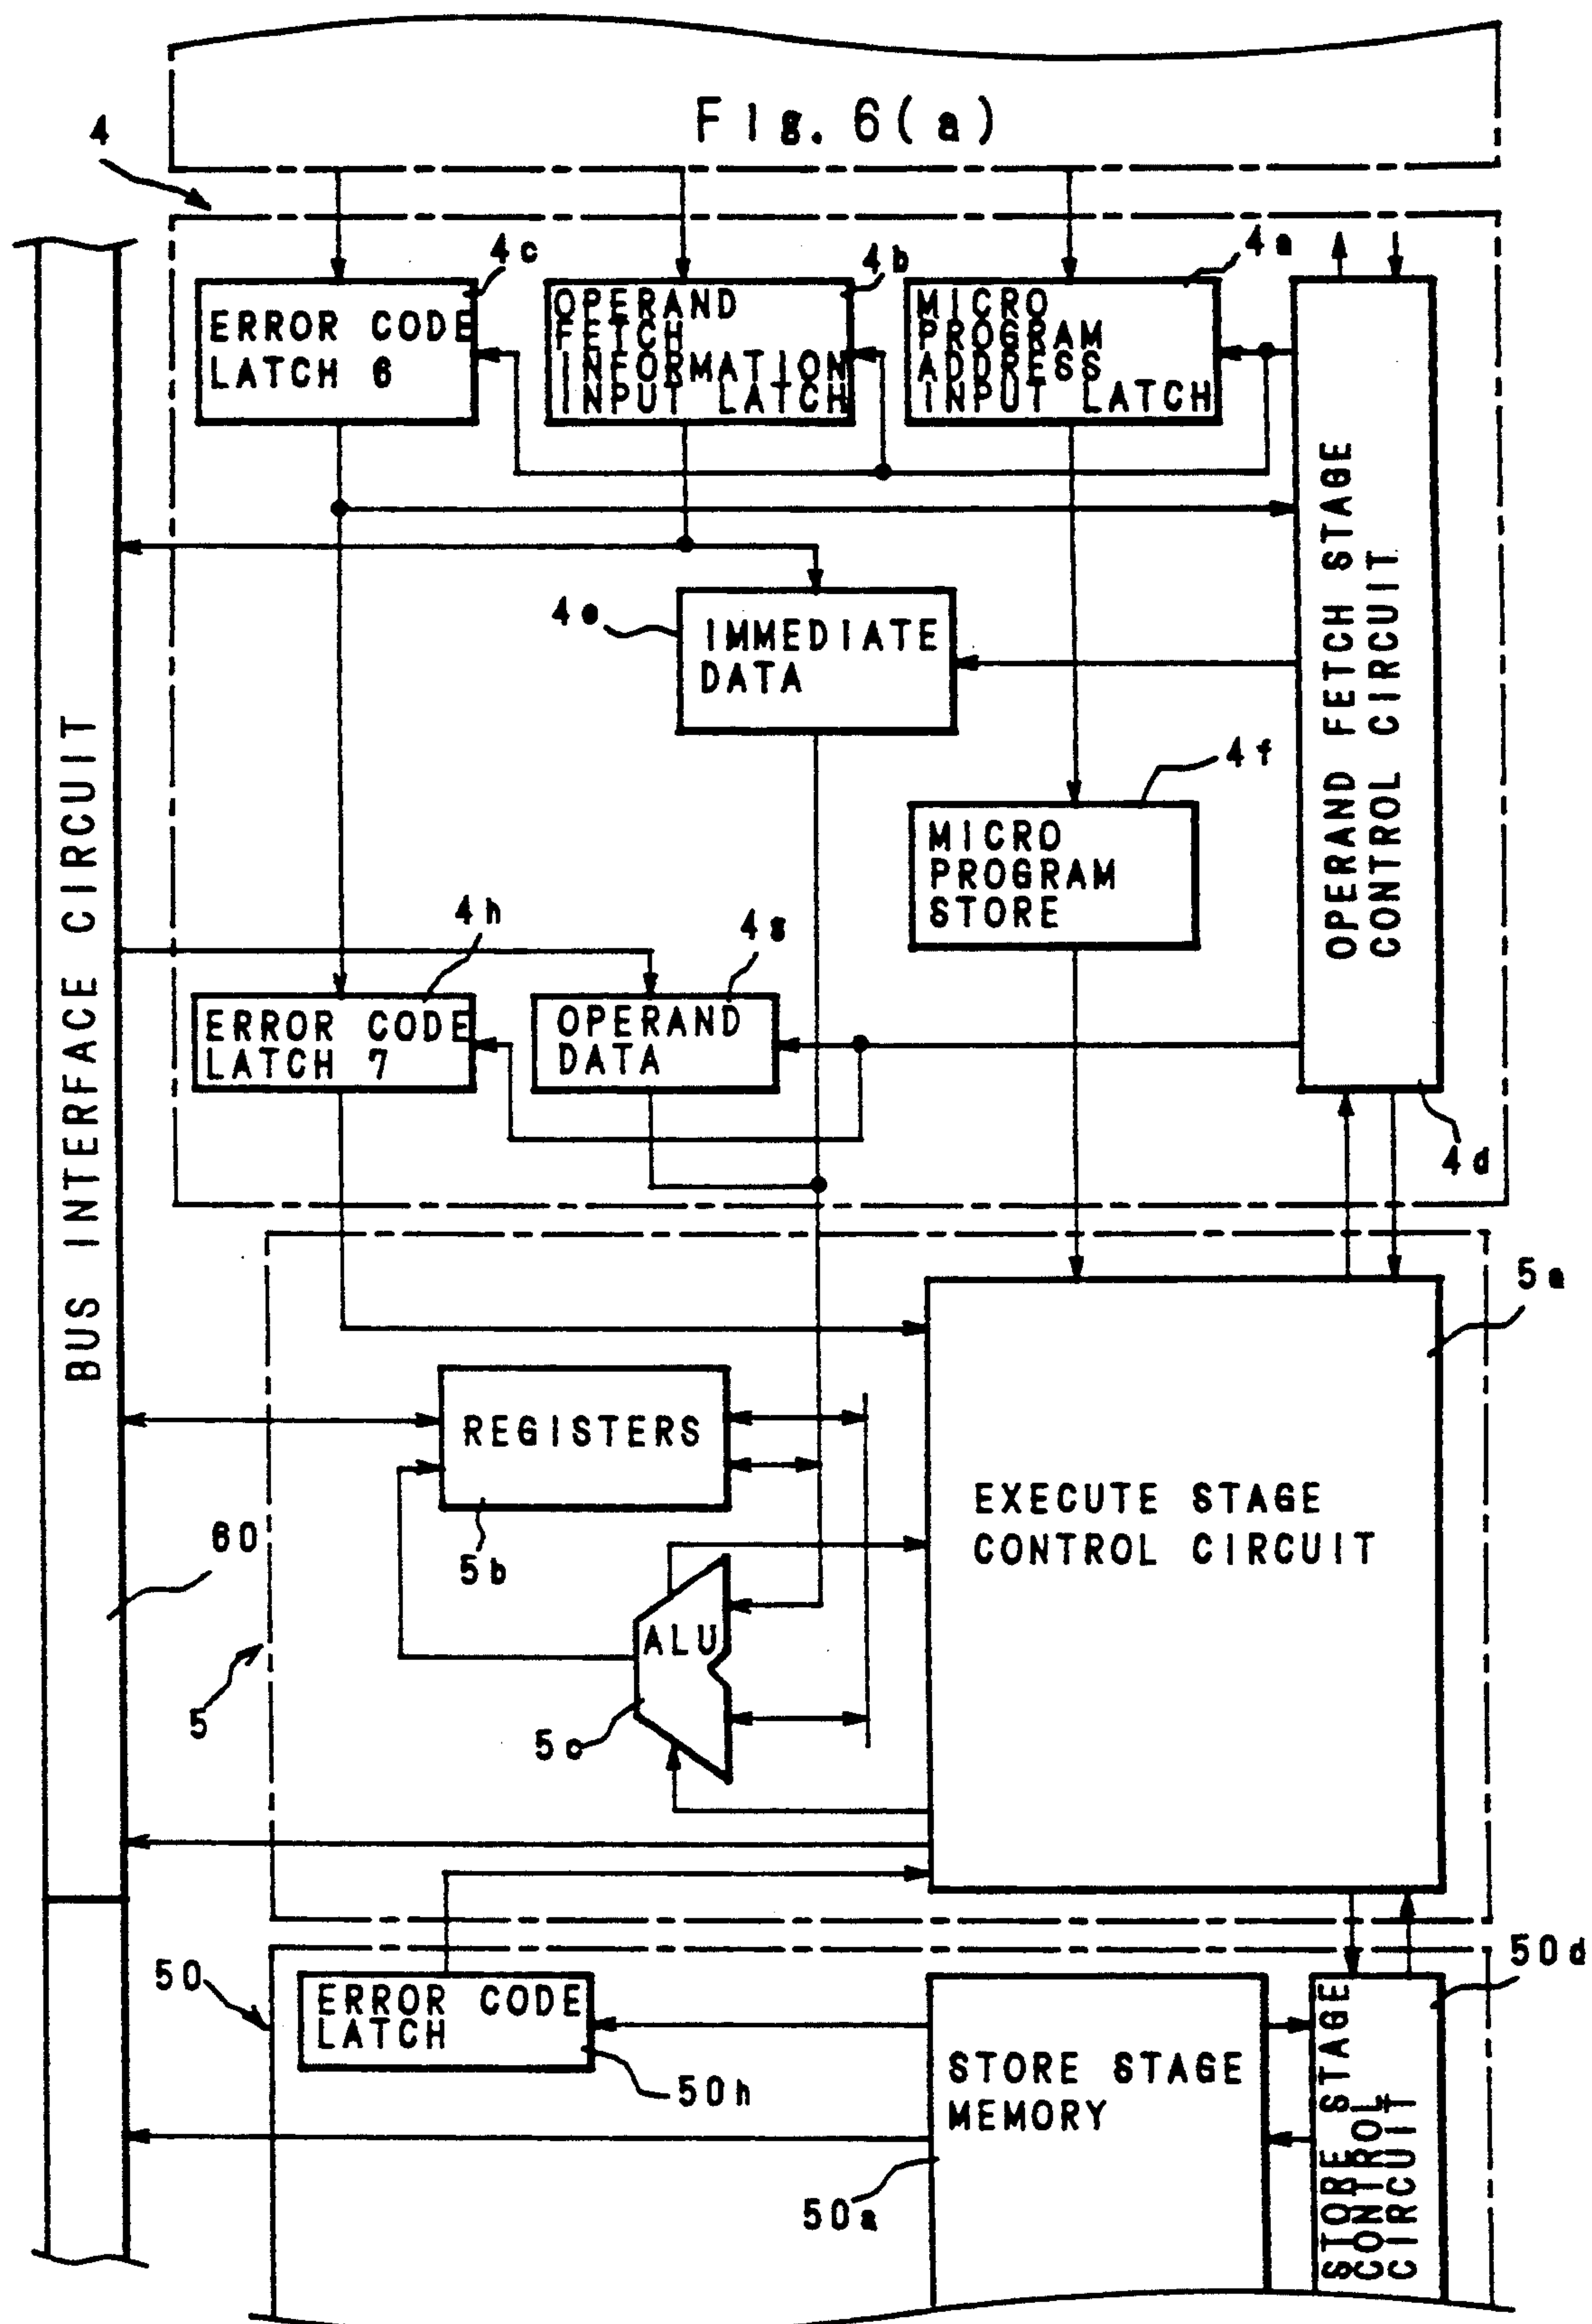 Fig. 6(a)
4
4c
4b
4a
ERROR CODE
LATCH 6
OPERAND
FETCH
INFORMATION
INPUT LATCH
MICRO
PROGRAM
ADDRESS
INPUT LATCH
OPERAND FETCH STAGE
CONTROL CIRCUIT
4e
IMMEDIATE
DATA
4f
MICRO
PROGRAM
STORE
BUS INTERFACE CIRCUIT
4h
4g
ERROR CODE
LATCH 7
OPERAND
DATA
4d
5a
REGISTERS
EXECUTE STAGE
CONTROL CIRCUIT
60
5b
ALU
5
5c
50
50d
ERROR CODE
LATCH
STORE STAGE
MEMORY
STORE STAGE
CONTROL
CIRCUIT
50h
50a